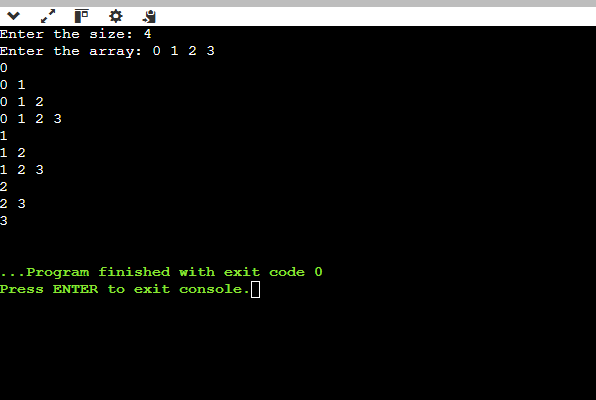 Enter the size: 4
Enter the array: 0 1 2 3
0
0 1
0 1 2
0 1 2 3
1
1 2
1 2 3
2
2 3
3
...Program finished with exit code 0
Press ENTER to exit console.